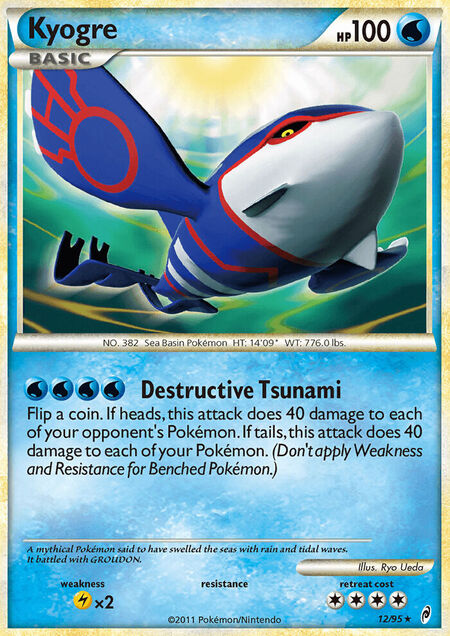 Kyogre
HP100
BASIC
NO. 382 Sea Basin Pokémon HT: 14'09" WT: 776.0 lbs.
Destructive Tsunami
Flip a coin. If heads, this attack does 40 damage to each
of your opponent's Pokémon. If tails, this attack does 40
damage to each of your Pokémon. (Don't apply Weakness
and Resistance for Benched Pokémon.)
A mythical Pokémon said to have swelled the seas with rain and tidal waves.
It battled with GROUDON.
Illus. Ryo Ueda
weakness resistance retreat cost
×2
©2011 Pokémon/Nintendo 12/95★